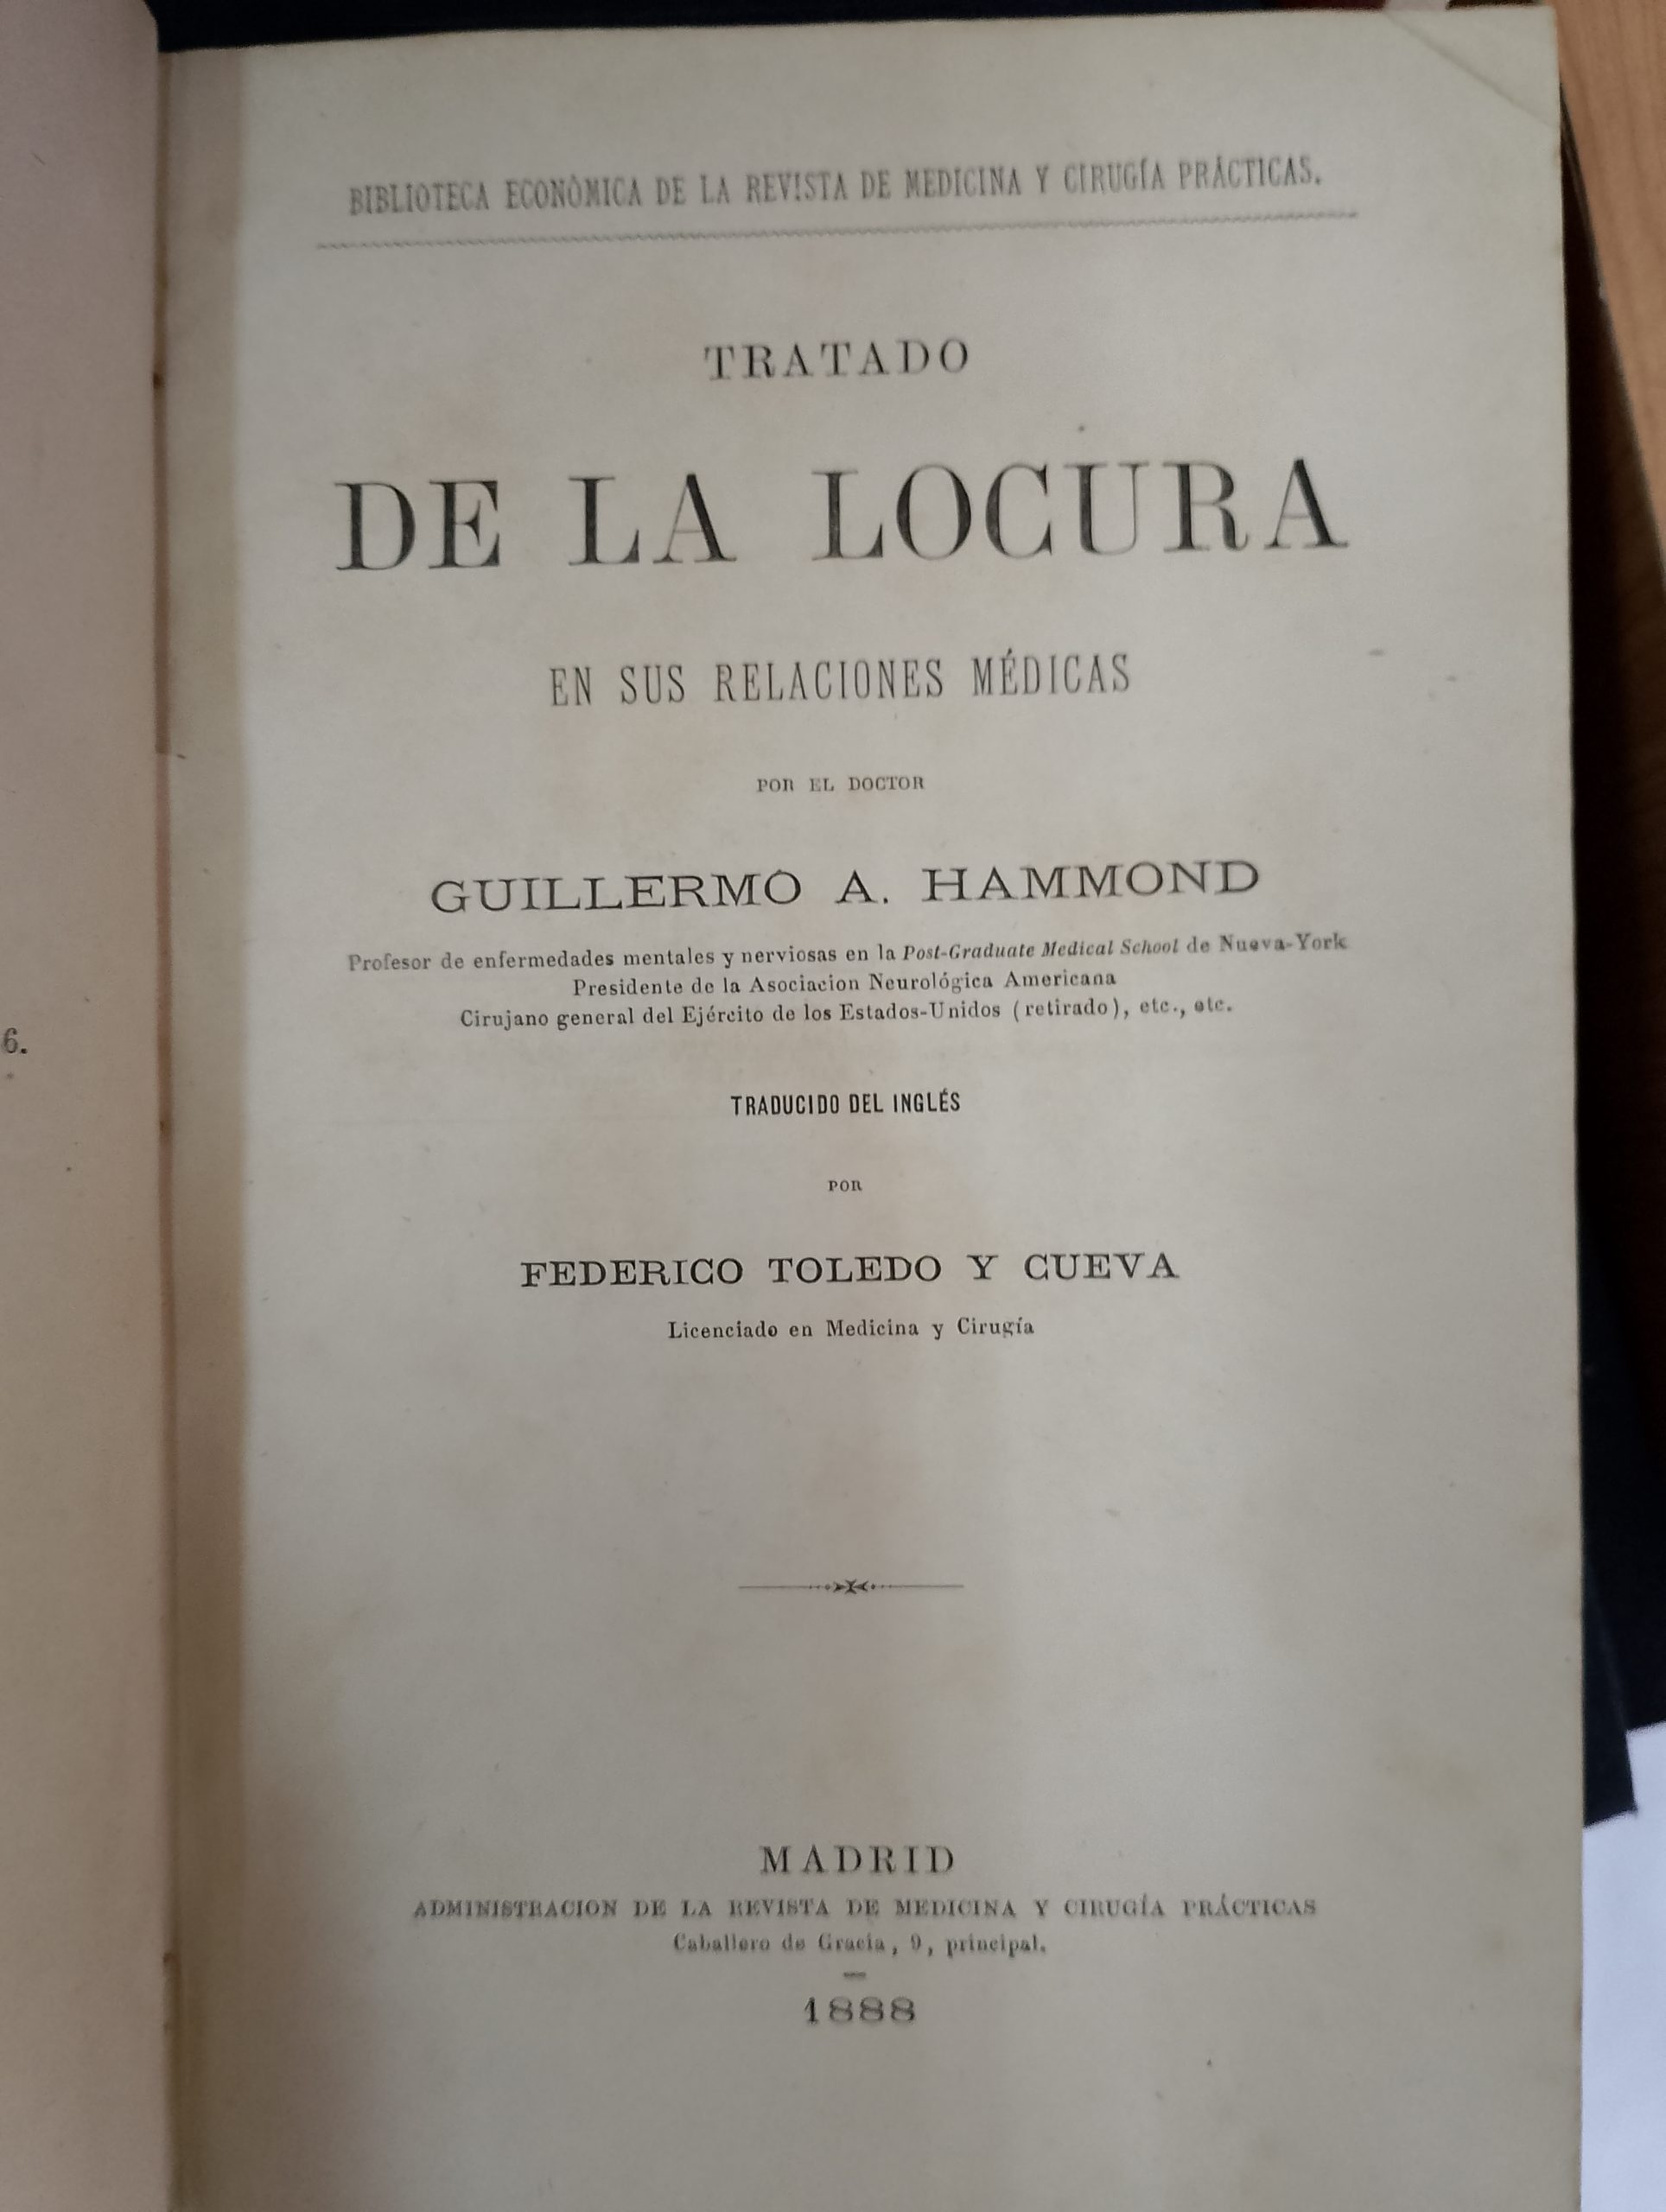 BIBLIOTECA ECONÓMICA DE LA REVISTA DE MEDICINA Y CIRUGÍA PRÁCTICAS.
TRATADO
DE LA LOCURA
EN SUS RELACIONES MÉDICAS
POR EL DOCTOR
GUILLERMO A. HAMMOND
Profesor de enfermedades mentales y nerviosas en la Post-Graduate Medical School de Nueva-York
Presidente de la Asociacion Neurológica Americana
Cirujano general del Ejército de los Estados-Unidos (retirado), etc., etc.
6.
TRADUCIDO DEL INGLÉS
POR
FEDERICO TOLEDO Y CUEVA
Licenciado en Medicina y Cirugía
MADRID
ADMINISTRACION DE LA REVISTA DE MEDICINA Y CIRUGÍA PRÁCTICAS
Caballero de Gracia, 9, principal.
1888